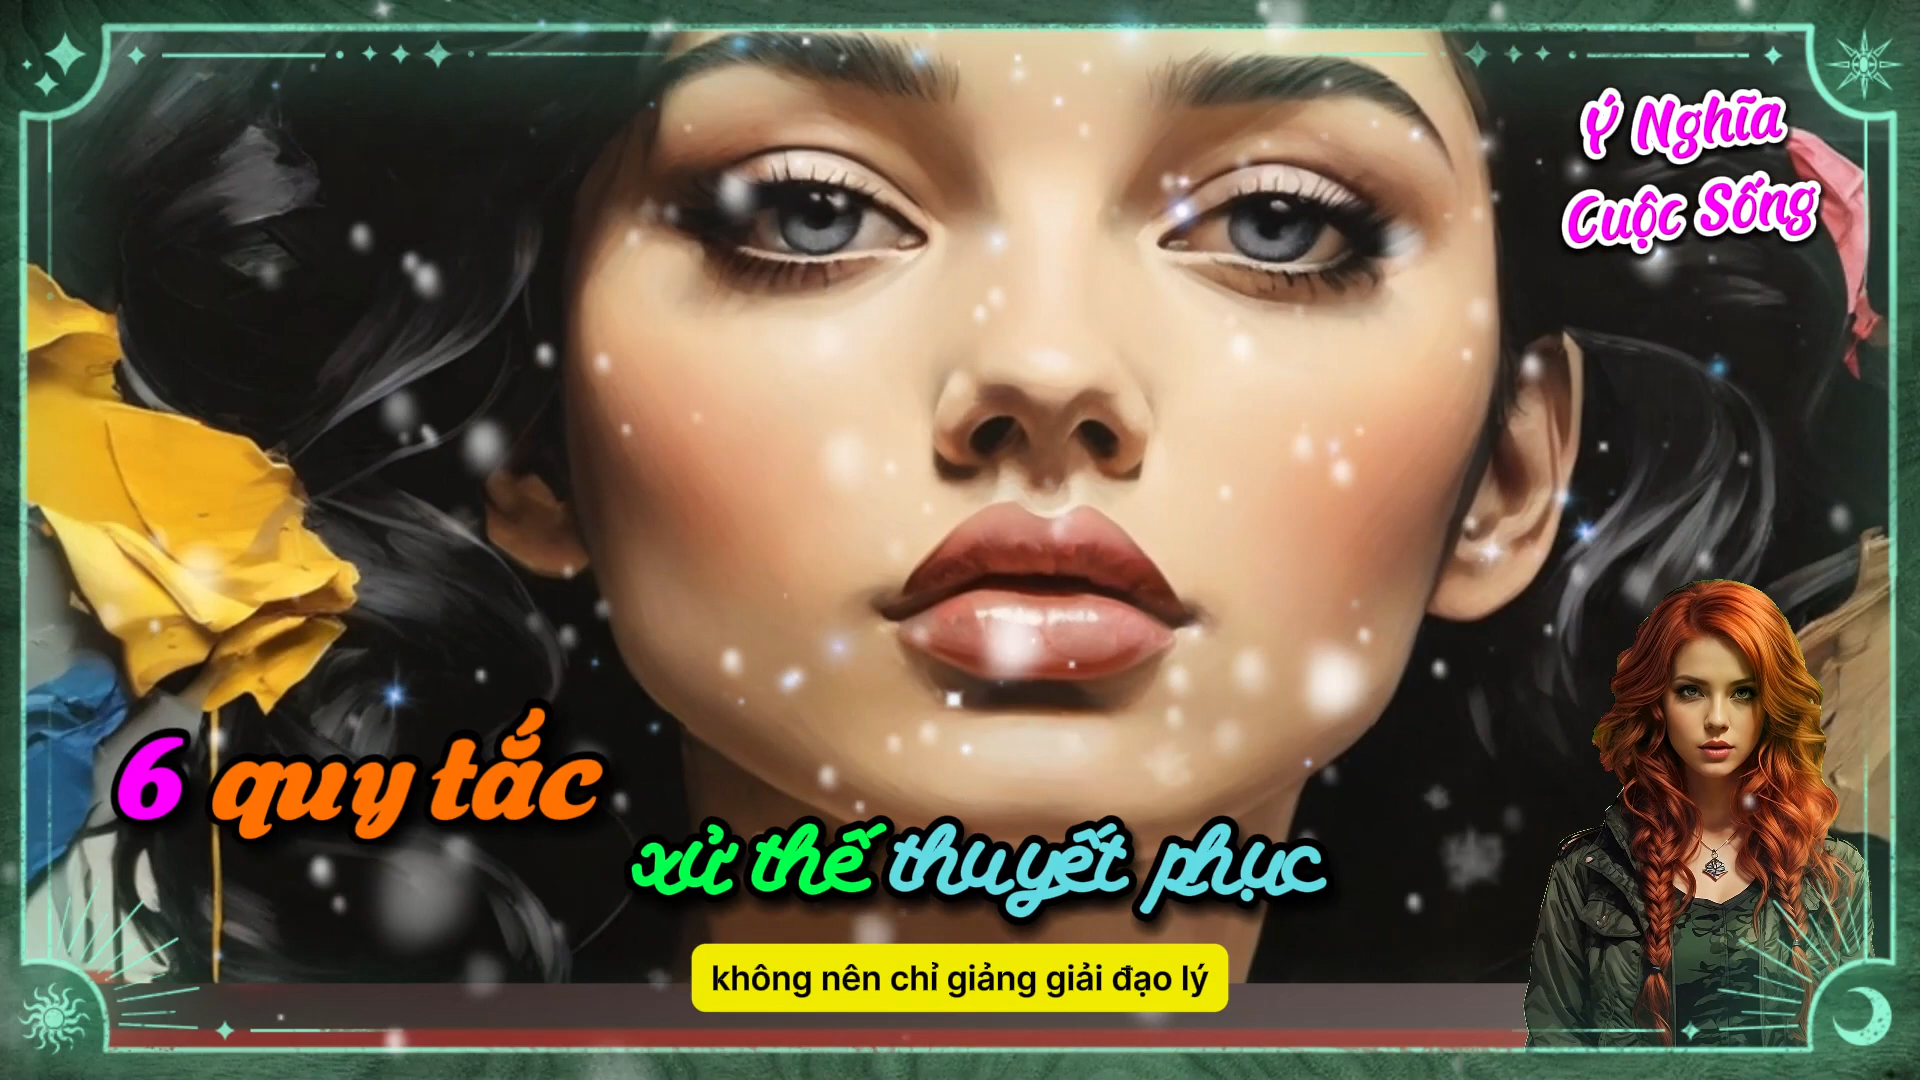 Ý Nghĩa
Cuộc Sống
6 quy tắc
xử thế thuyết phục
không nên chỉ giảng giải đạo lý